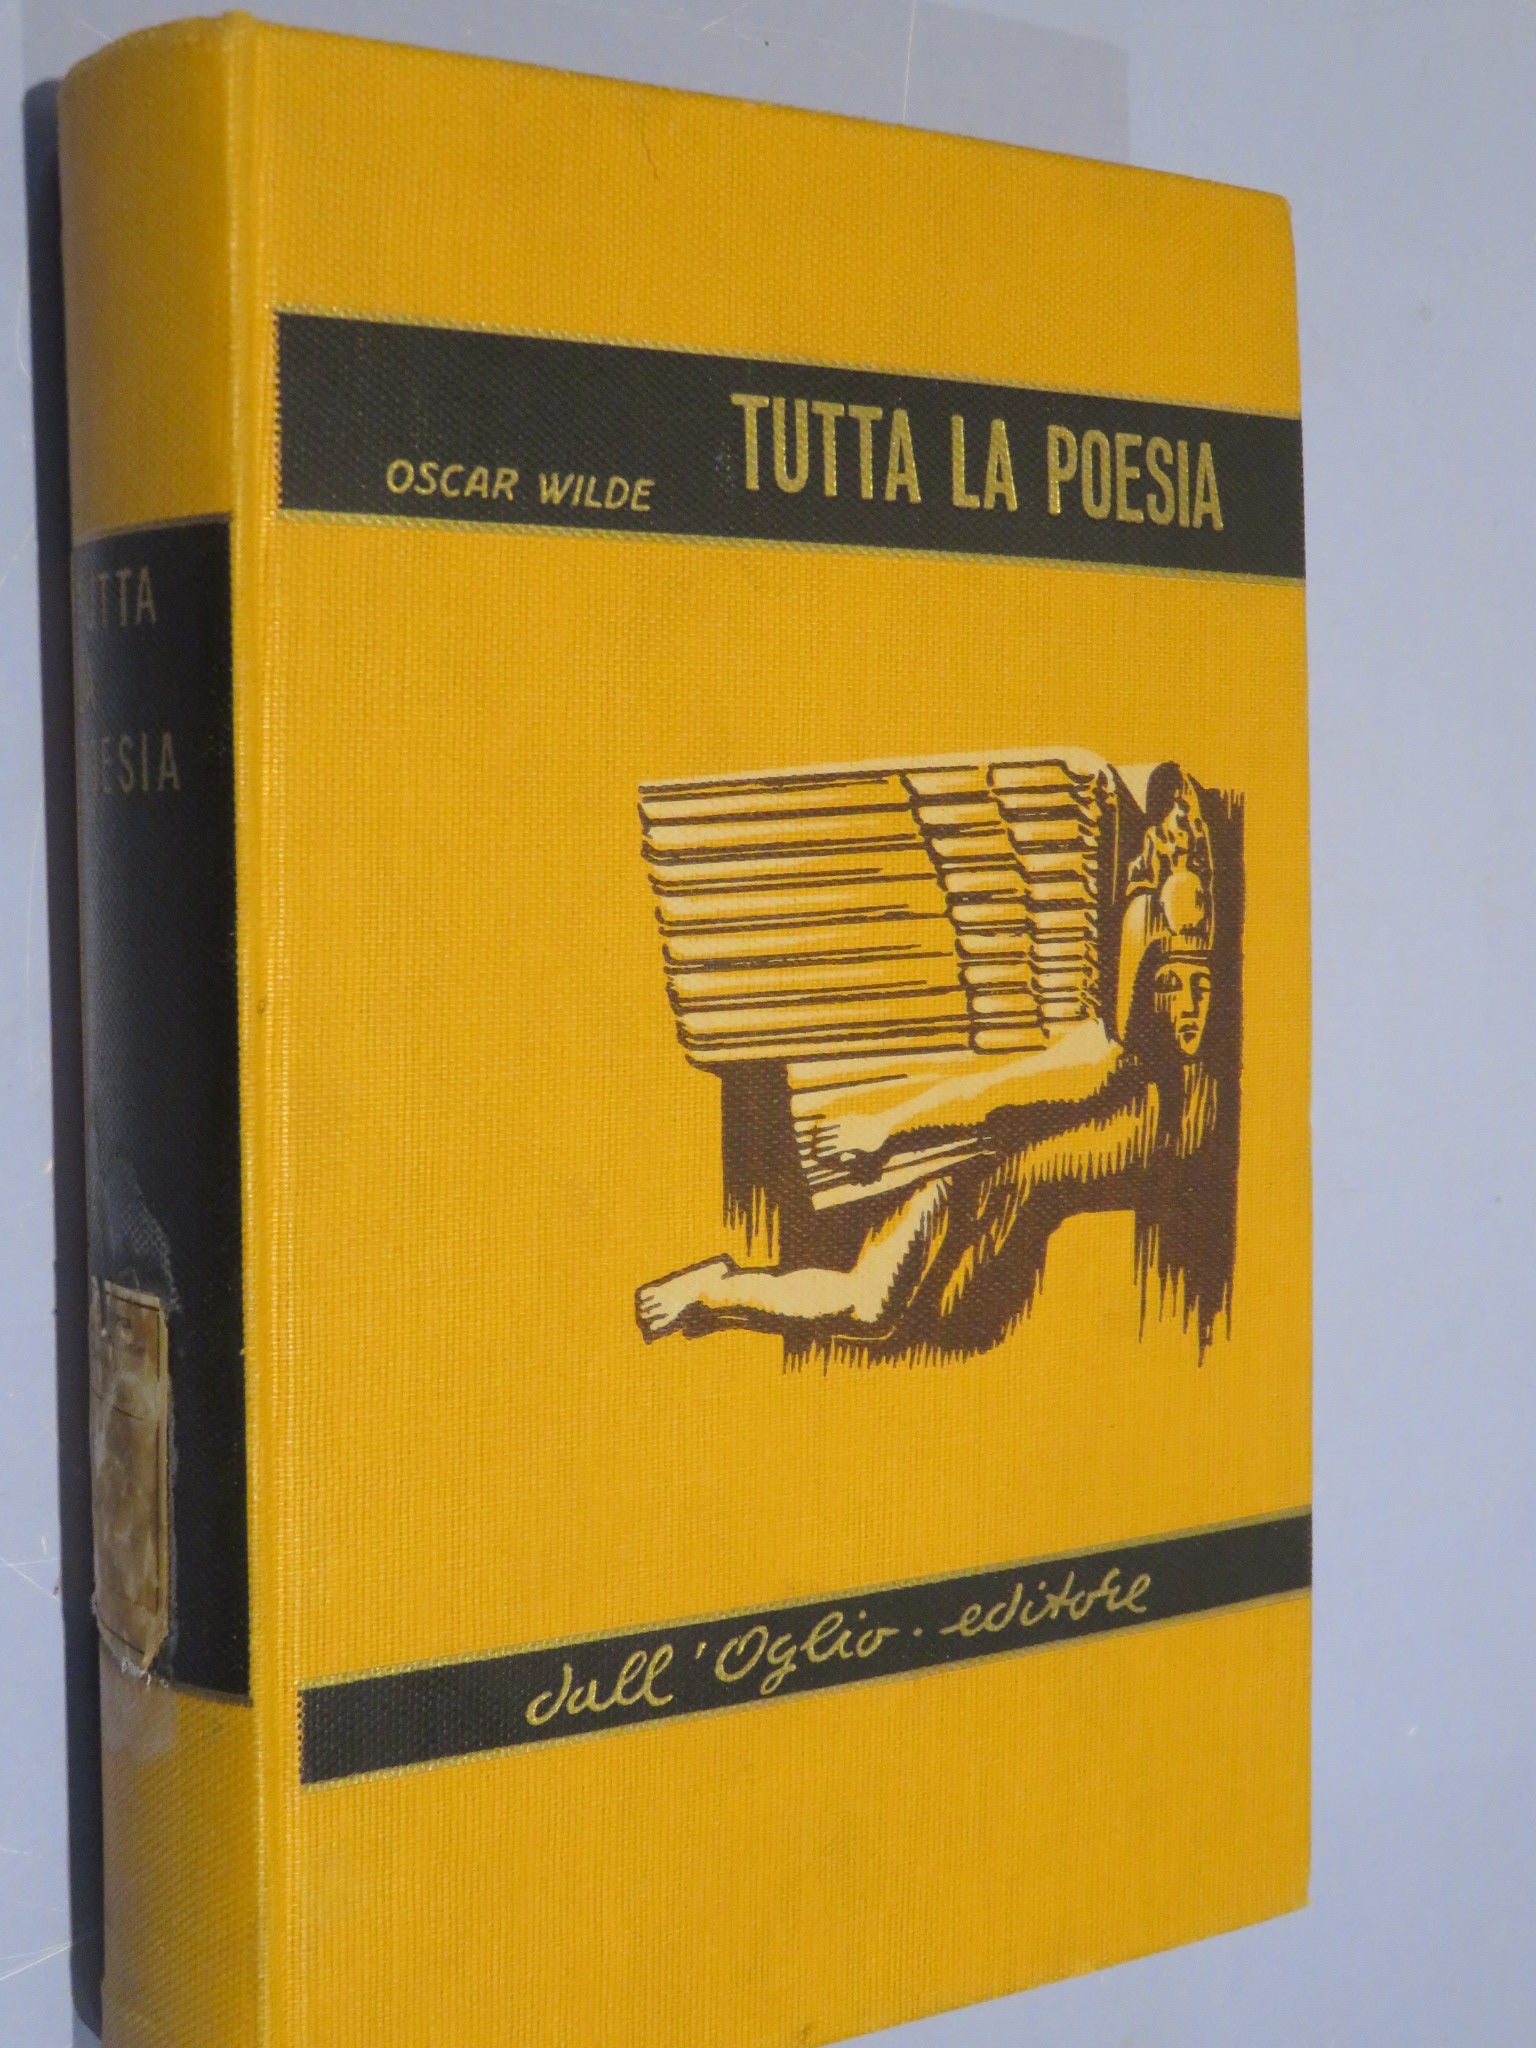 OSCAR WILDE TUTTA LA POESIA
dall'Oglio · editore